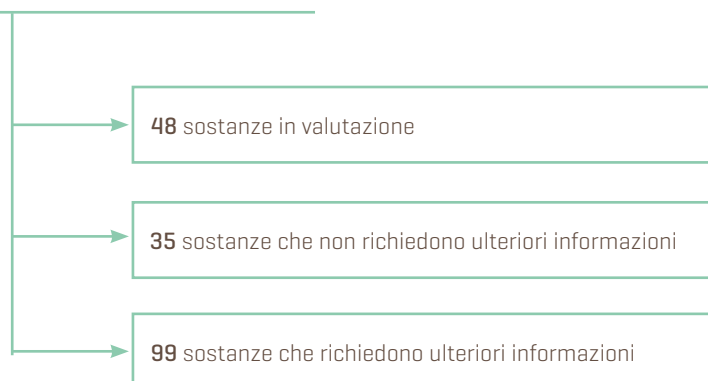 48 sostanze in valutazione
35 sostanze che non richiedono ulteriori informazioni
99 sostanze che richiedono ulteriori informazioni